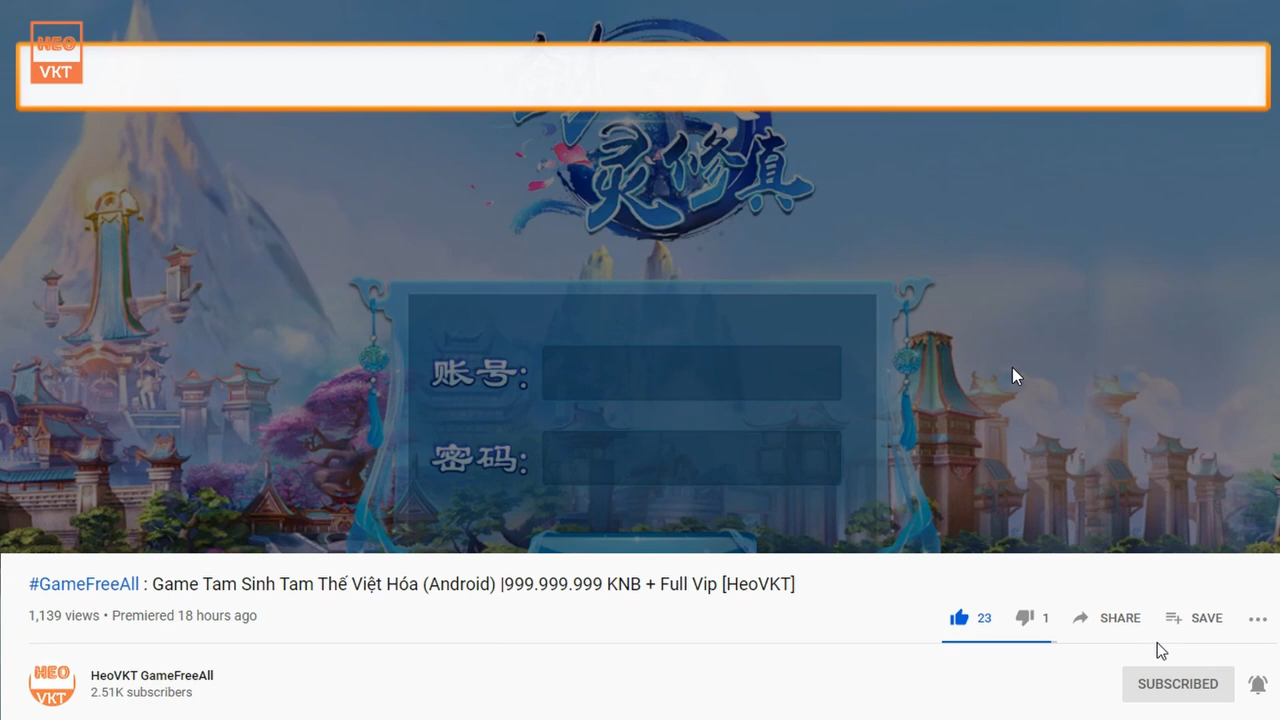 HEO
VKT
灵修真
账号:
密码:
#GameFreeAll : Game Tam Sinh Tam Thế Việt Hóa (Android) |999.999.999 KNB + Full Vip [HeoVKT]
1,139 views • Premiered 18 hours ago
23 1 SHARE SAVE
HEO
VKT
HeoVKT GameFreeAll
2.51K subscribers
SUBSCRIBED